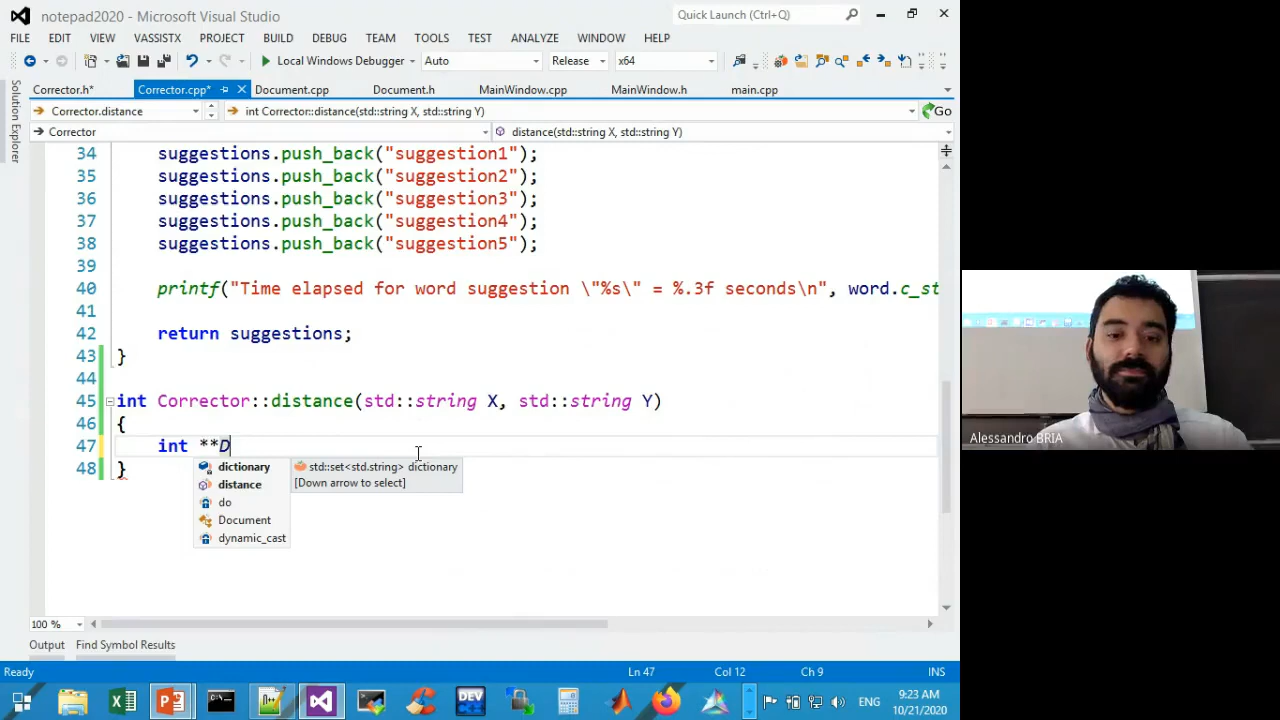 notepad2020 - Microsoft Visual Studio
Quick Launch (Ctrl+Q)
FILE EDIT VIEW VASSISTX PROJECT BUILD DEBUG TEAM TOOLS TEST ANALYZE WINDOW HELP
Local Windows Debugger Auto Release x64
Corrector.h* Corrector.cpp* Document.cpp Document.h MainWindow.cpp MainWindow.h main.cpp
Solution Explorer
Corrector.distance int Corrector::distance(std::string X, std::string Y) Go
Corrector distance(std::string X, std::string Y)
34 suggestions.push_back("suggestion1");
35 suggestions.push_back("suggestion2");
36 suggestions.push_back("suggestion3");
37 suggestions.push_back("suggestion4");
38 suggestions.push_back("suggestion5");
39
40 printf("Time elapsed for word suggestion \"%s\" = %.3f seconds\n", word.c_st
41
42 return suggestions;
43 }
44
45 int Corrector::distance(std::string X, std::string Y)
46 {
47 int **D
48 }
dictionary std::set<std.string> dictionary
distance [Down arrow to select]
do
Document
dynamic_cast
Alessandro BRIA
100 %
Output Find Symbol Results
Ready Ln 47 Col 12 Ch 9 INS
DEV
ENG
9:23 AM
10/21/2020